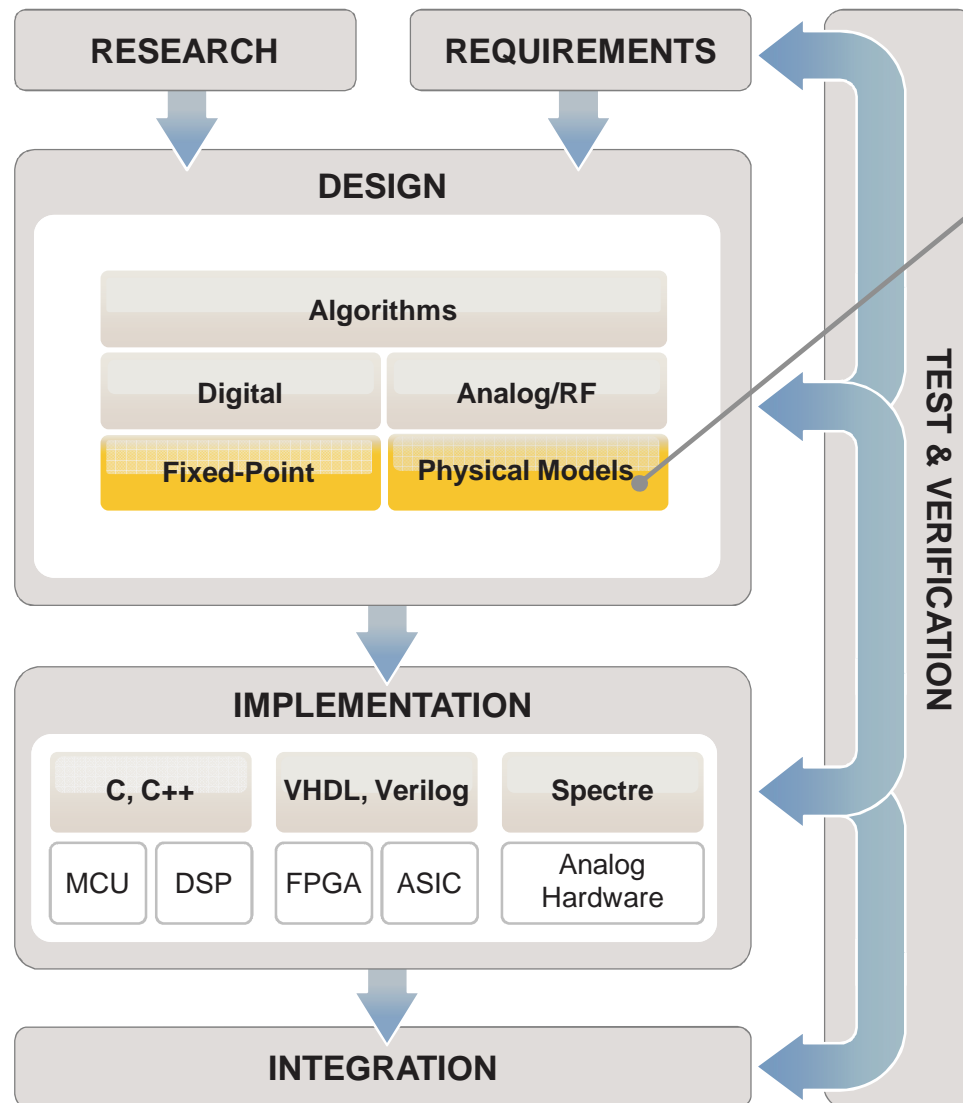 RESEARCH
REQUIREMENTS
DESIGN
Algorithms
Digital
Analog/RF
Fixed-Point
Physical Models
TEST & VERIFICATION
IMPLEMENTATION
C, C++
VHDL, Verilog
Spectre
MCU
DSP
FPGA
ASIC
Analog
Hardware
INTEGRATION